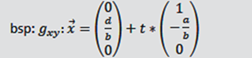 bsp: g_{xy}: \vec{x} = \begin{pmatrix} 0 \\ \frac{d}{b} \\ 0 \end{pmatrix} + t * \begin{pmatrix} 1 \\ -\frac{a}{b} \\ 0 \end{pmatrix}